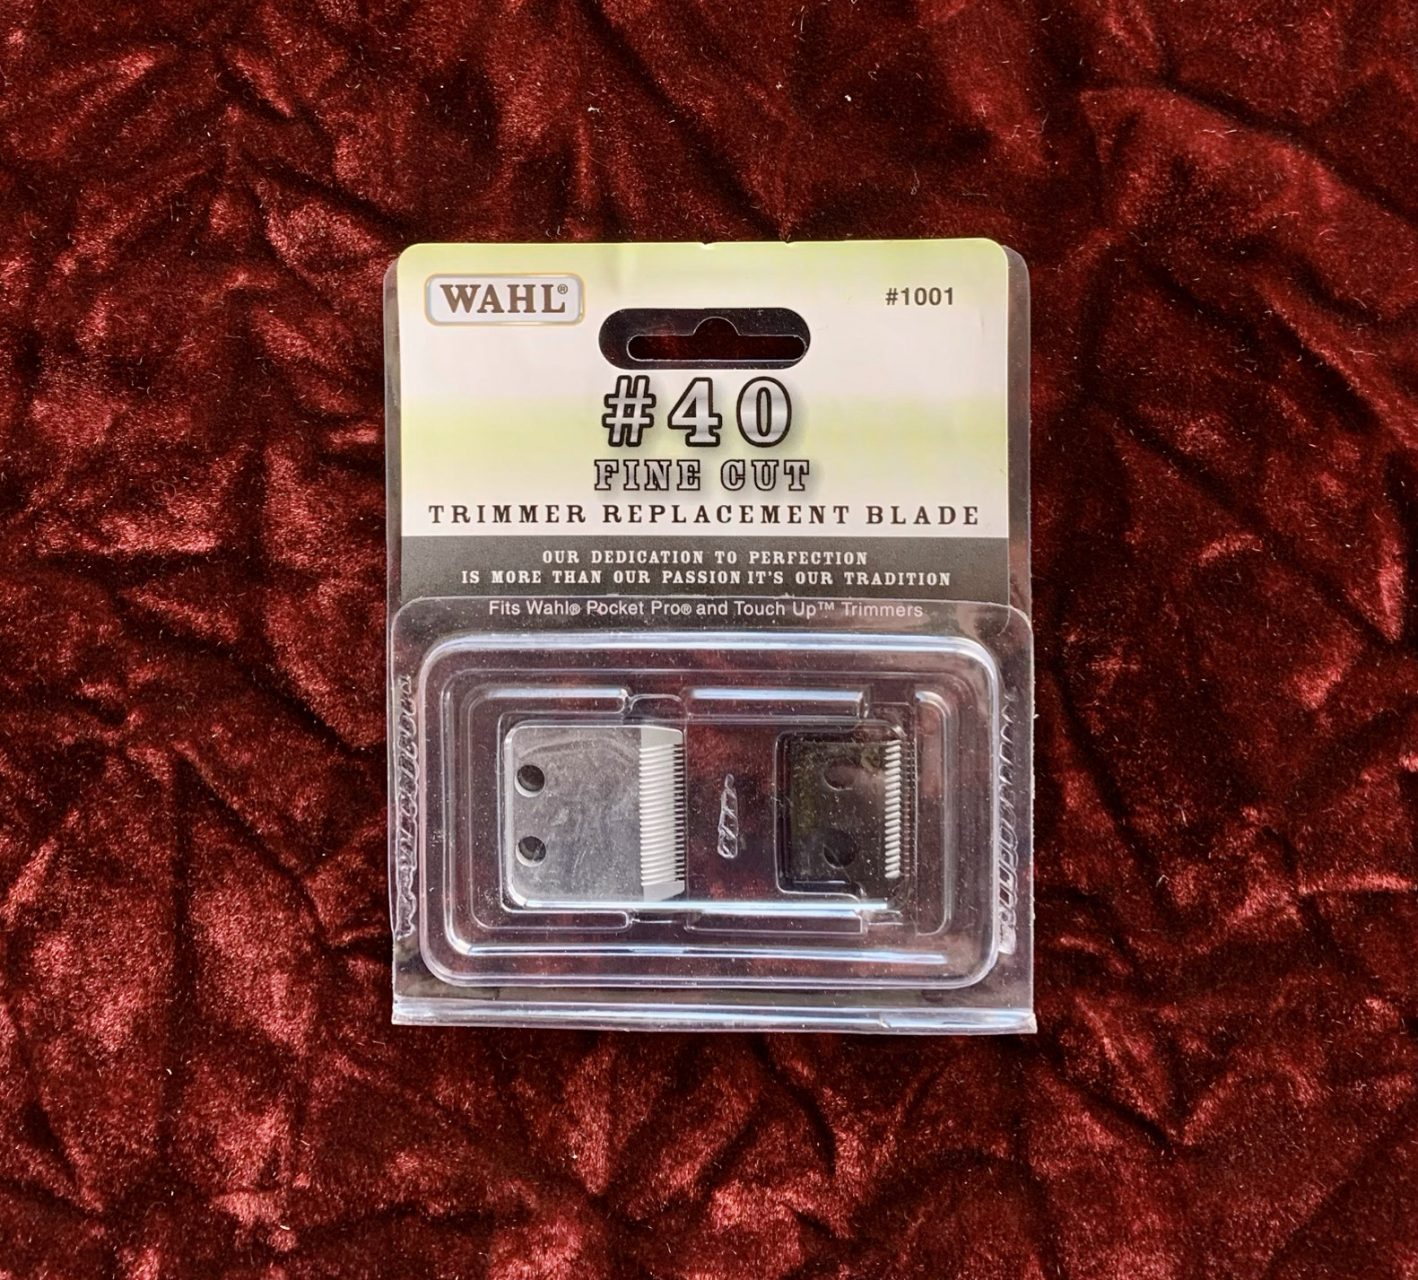 WAHL®
#1001
#40
FINE CUT
TRIMMER REPLACEMENT BLADE
OUR DEDICATION TO PERFECTION
IS MORE THAN OUR PASSION IT'S OUR TRADITION
Fits Wahl® Pocket Pro® and Touch Up™ Trimmers